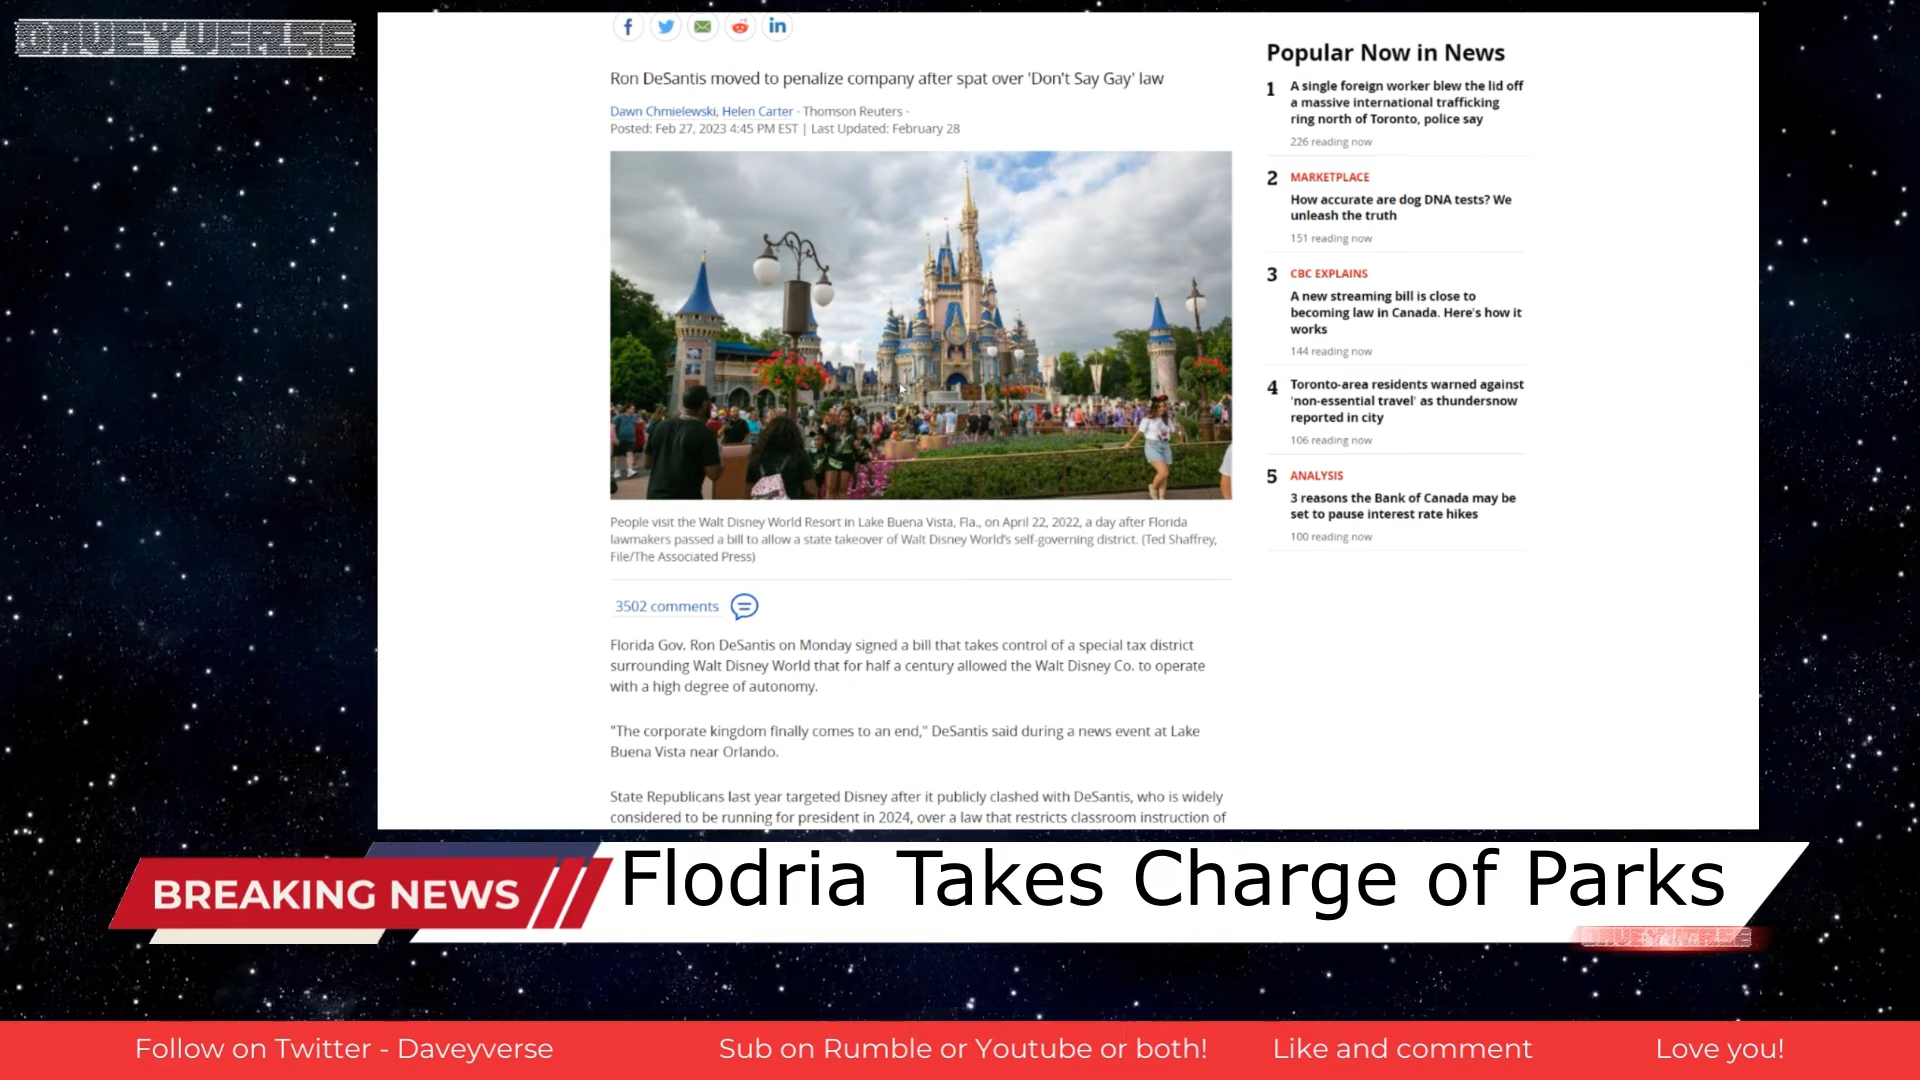 DAVEYVERSE
Ron DeSantis moved to penalize company after spat over 'Don't Say Gay' law
Dawn Chmielewski, Helen Carter · Thomson Reuters ·
Posted: Feb 27, 2023 4:45 PM EST | Last Updated: February 28
People visit the Walt Disney World Resort in Lake Buena Vista, Fla., on April 22, 2022, a day after Florida
lawmakers passed a bill to allow a state takeover of Walt Disney World's self-governing district. (Ted Shaffrey,
File/The Associated Press)
3502 comments
Florida Gov. Ron DeSantis on Monday signed a bill that takes control of a special tax district
surrounding Walt Disney World that for half a century allowed the Walt Disney Co. to operate
with a high degree of autonomy.
"The corporate kingdom finally comes to an end," DeSantis said during a news event at Lake
Buena Vista near Orlando.
State Republicans last year targeted Disney after it publicly clashed with DeSantis, who is widely
considered to be running for president in 2024, over a law that restricts classroom instruction of
Popular Now in News
1 A single foreign worker blew the lid off
a massive international trafficking
ring north of Toronto, police say
226 reading now
2 MARKETPLACE
How accurate are dog DNA tests? We
unleash the truth
151 reading now
3 CBC EXPLAINS
A new streaming bill is close to
becoming law in Canada. Here's how it
works
144 reading now
4 Toronto-area residents warned against
'non-essential travel' as thundersnow
reported in city
106 reading now
5 ANALYSIS
3 reasons the Bank of Canada may be
set to pause interest rate hikes
100 reading now
BREAKING NEWS
Flodria Takes Charge of Parks
DAVEYVERSE
Follow on Twitter - Daveyverse
Sub on Rumble or Youtube or both!
Like and comment
Love you!